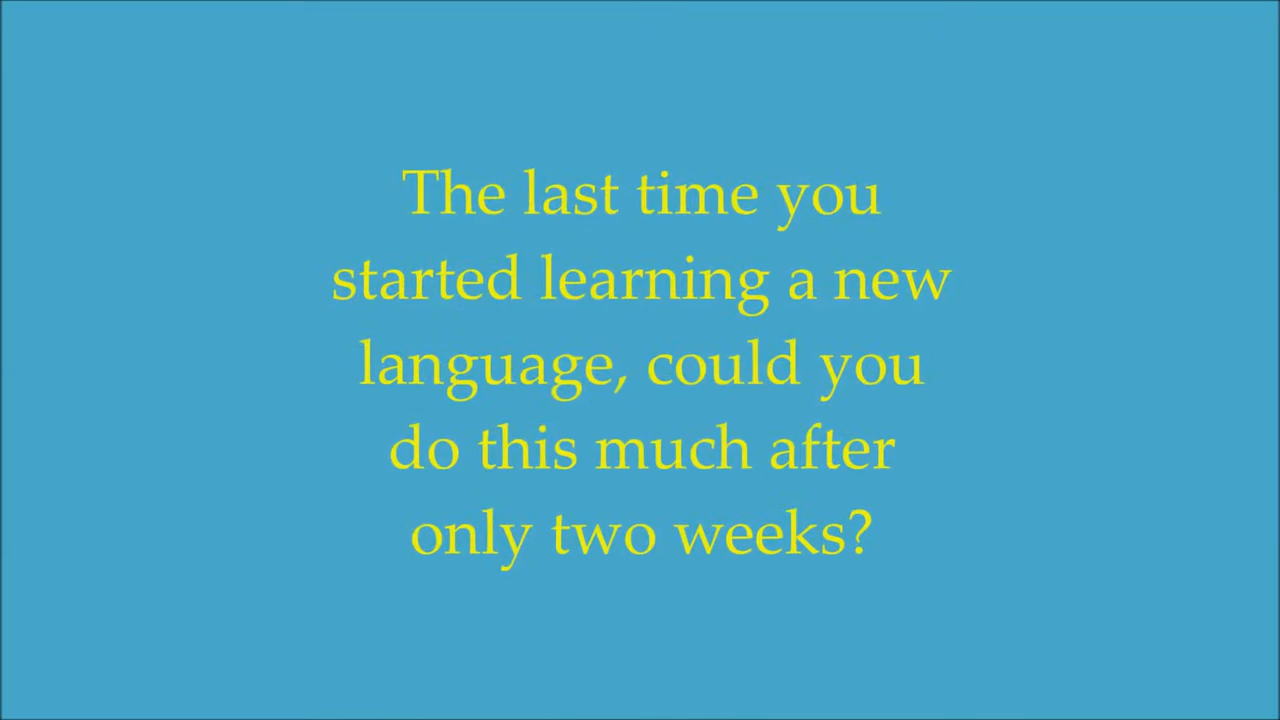 The last time you
started learning a new
language, could you
do this much after
only two weeks?